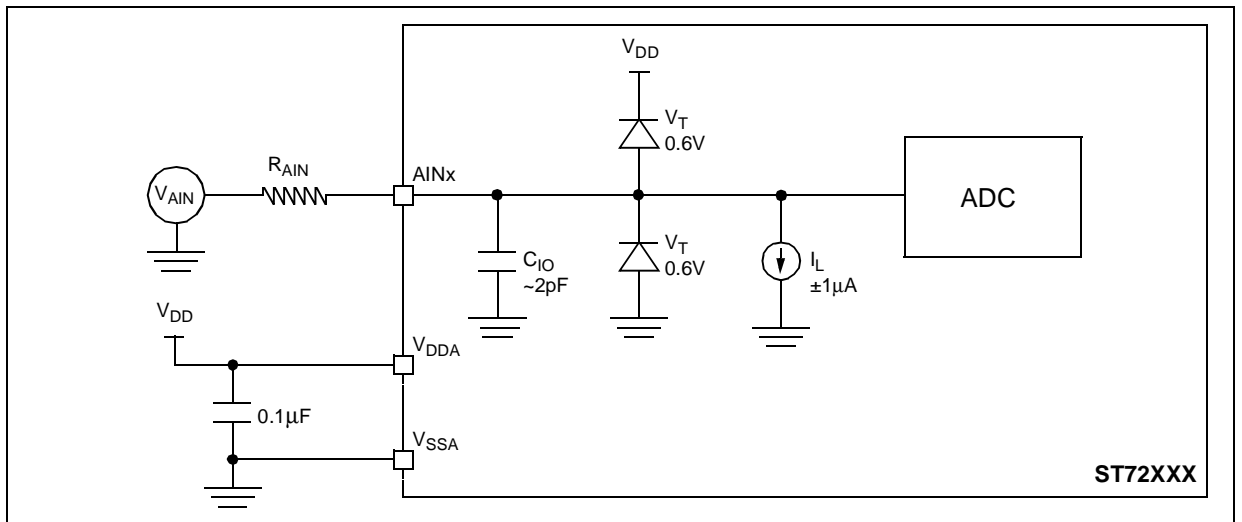 V_DD
V_T
0.6V
R_AIN
AINx
V_AIN
ADC
C_IO
~2pF
V_T
0.6V
I_L
±1μA
V_DD
V_DDA
0.1μF
V_SSA
ST72XXX